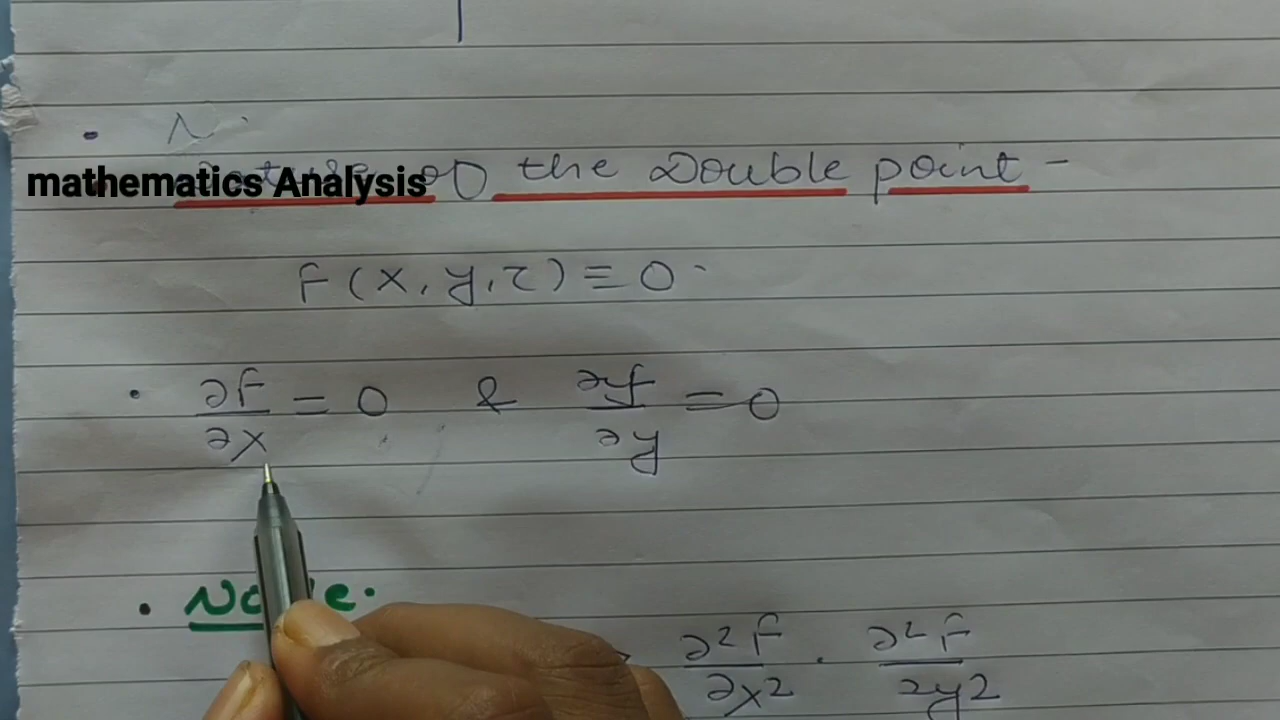 mathematics Analysis
the Double point -
F(x, y, z) ≡ 0.
• ∂F/∂x = 0 & ∂f/∂y = 0
•
∂²F/∂x² . ∂²F/∂y²